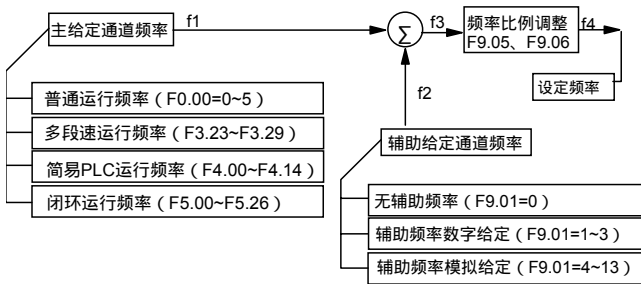 主给定通道频率
f1
∑
f3
频率比例调整
F9.05、F9.06
f4
设定频率
f2
普通运行频率（F0.00=0~5）
多段速运行频率（F3.23~F3.29）
简易PLC运行频率（F4.00~F4.14）
闭环运行频率（F5.00~F5.26）
辅助给定通道频率
无辅助频率（F9.01=0）
辅助频率数字给定（F9.01=1~3）
辅助频率模拟给定（F9.01=4~13）